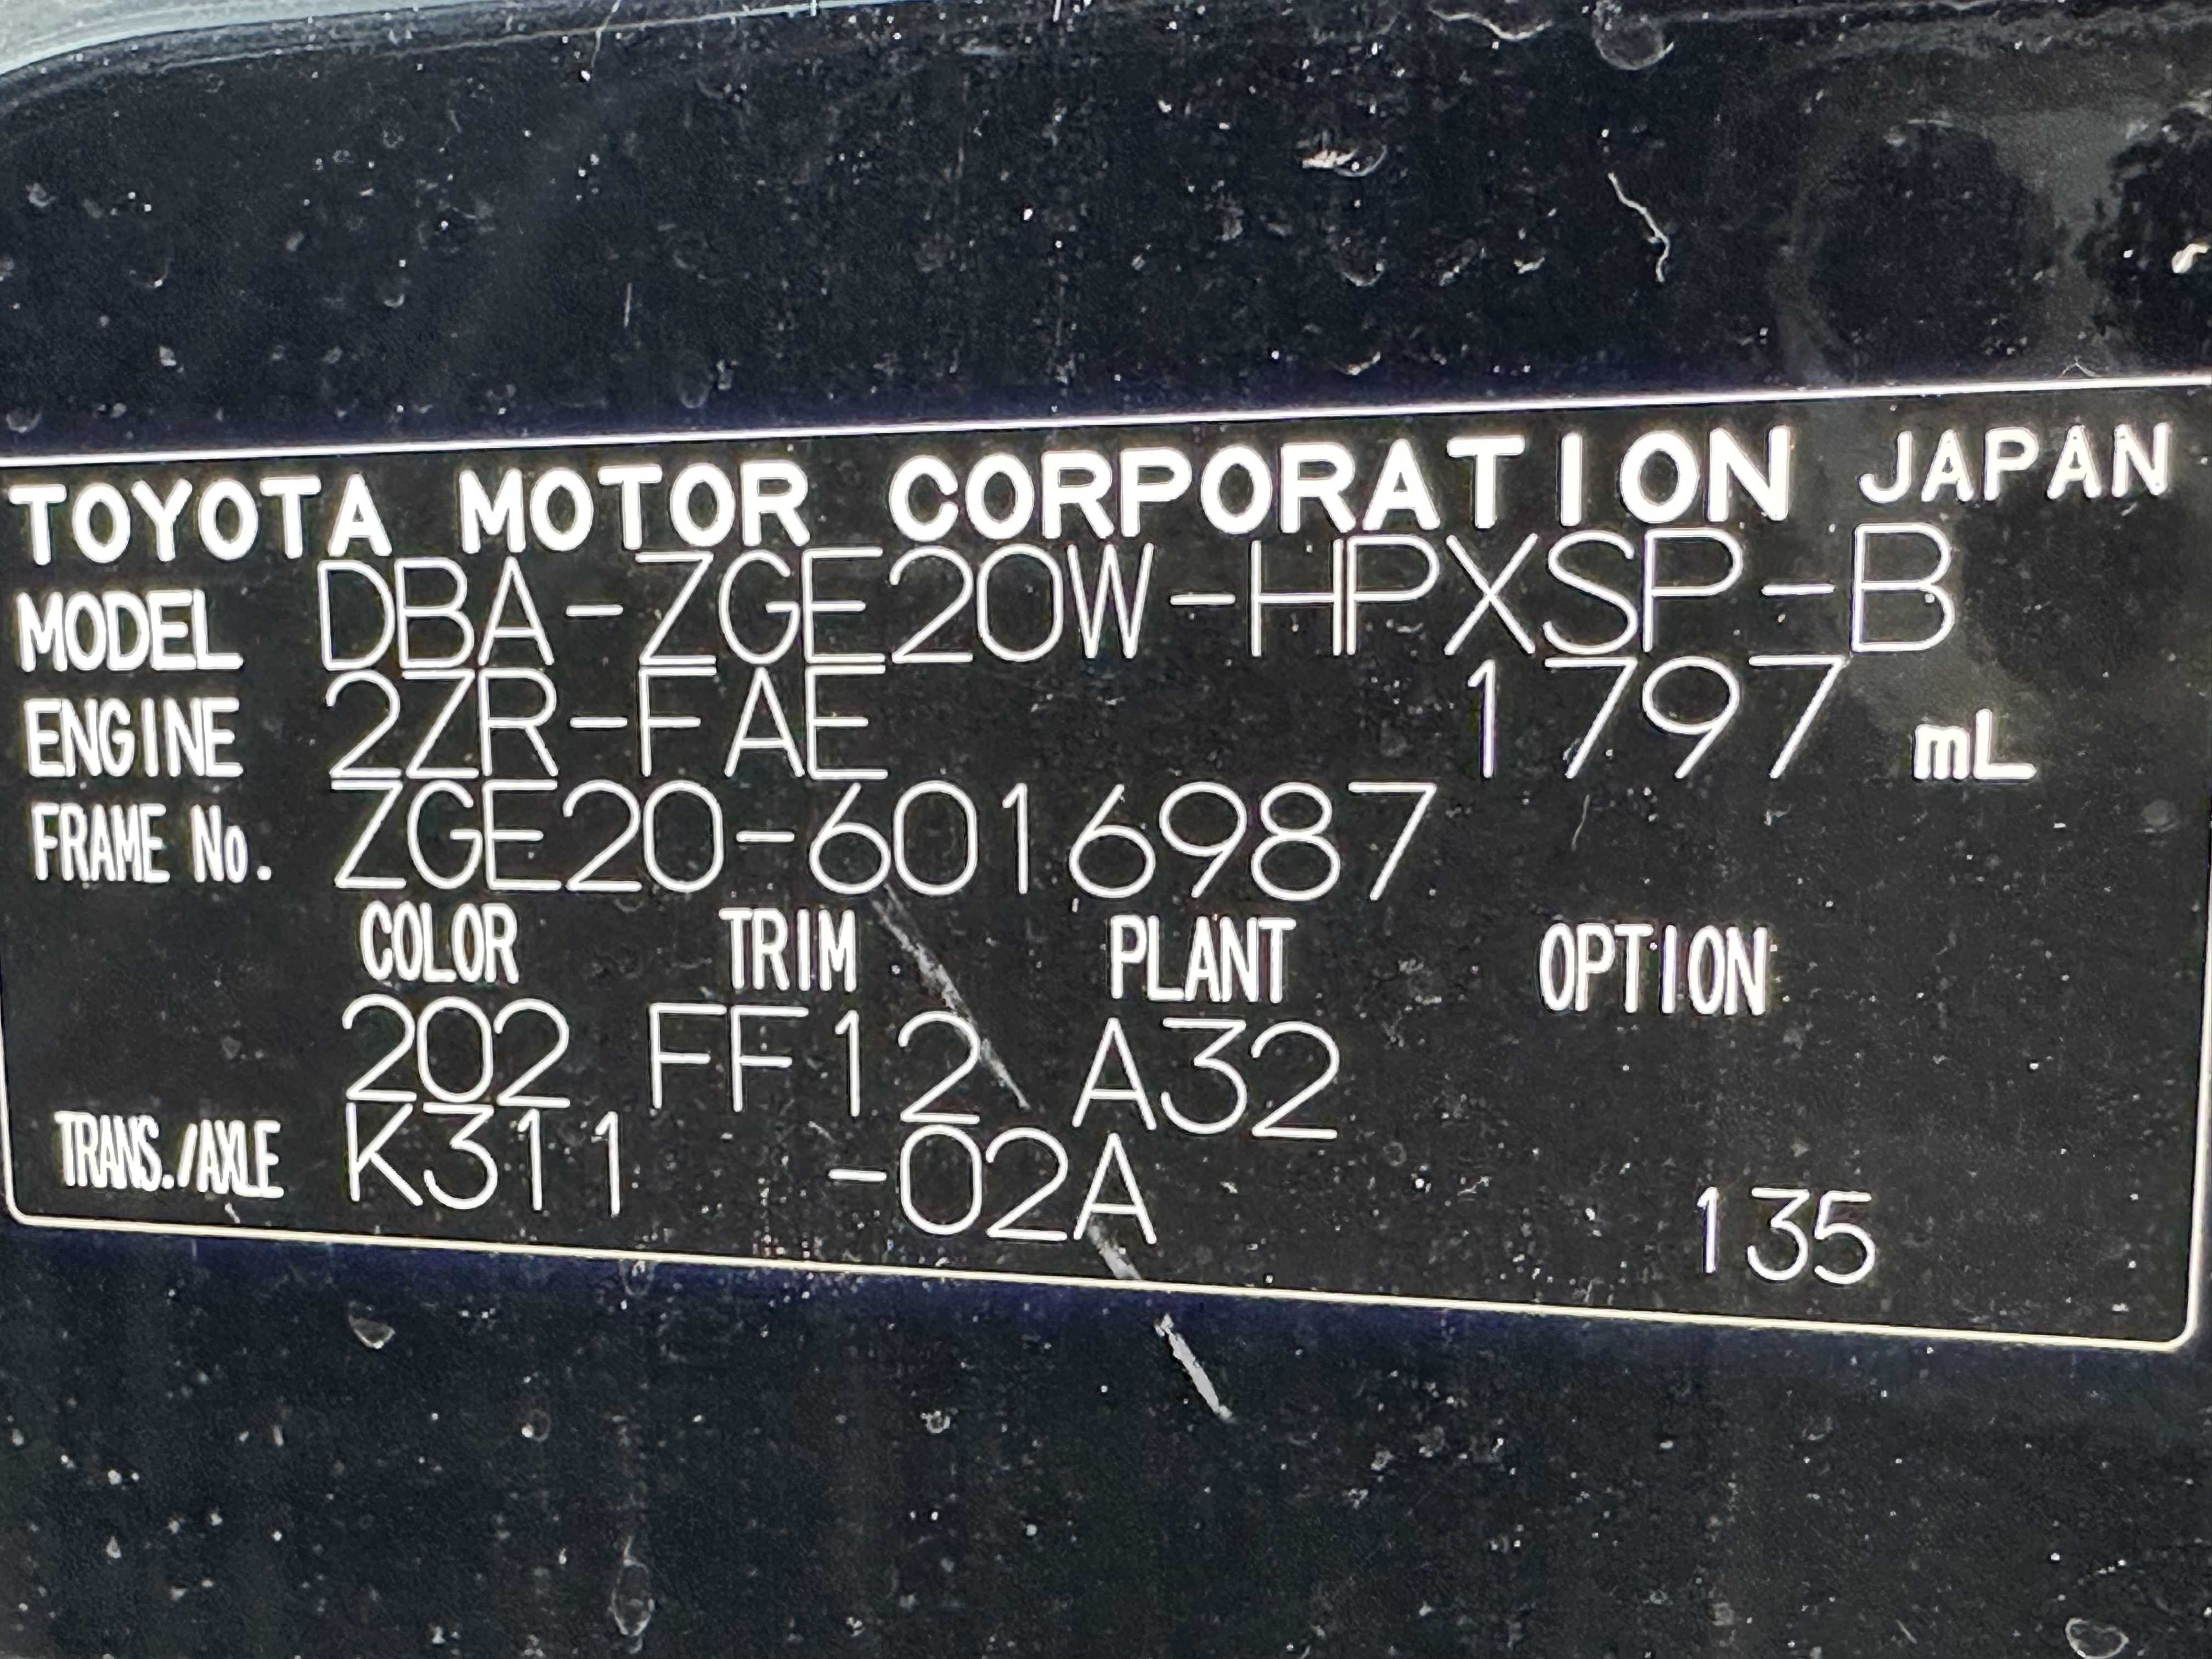 TOYOTA MOTOR CORPORATION JAPAN
MODEL DBA-ZGE20W-HPXSP-B
ENGINE 2ZR-FAE 1797 mL
FRAME No. ZGE20-6016987
COLOR TRIM PLANT OPTION
202 FF12 A32
TRANS./AXLE K311 -02A
135